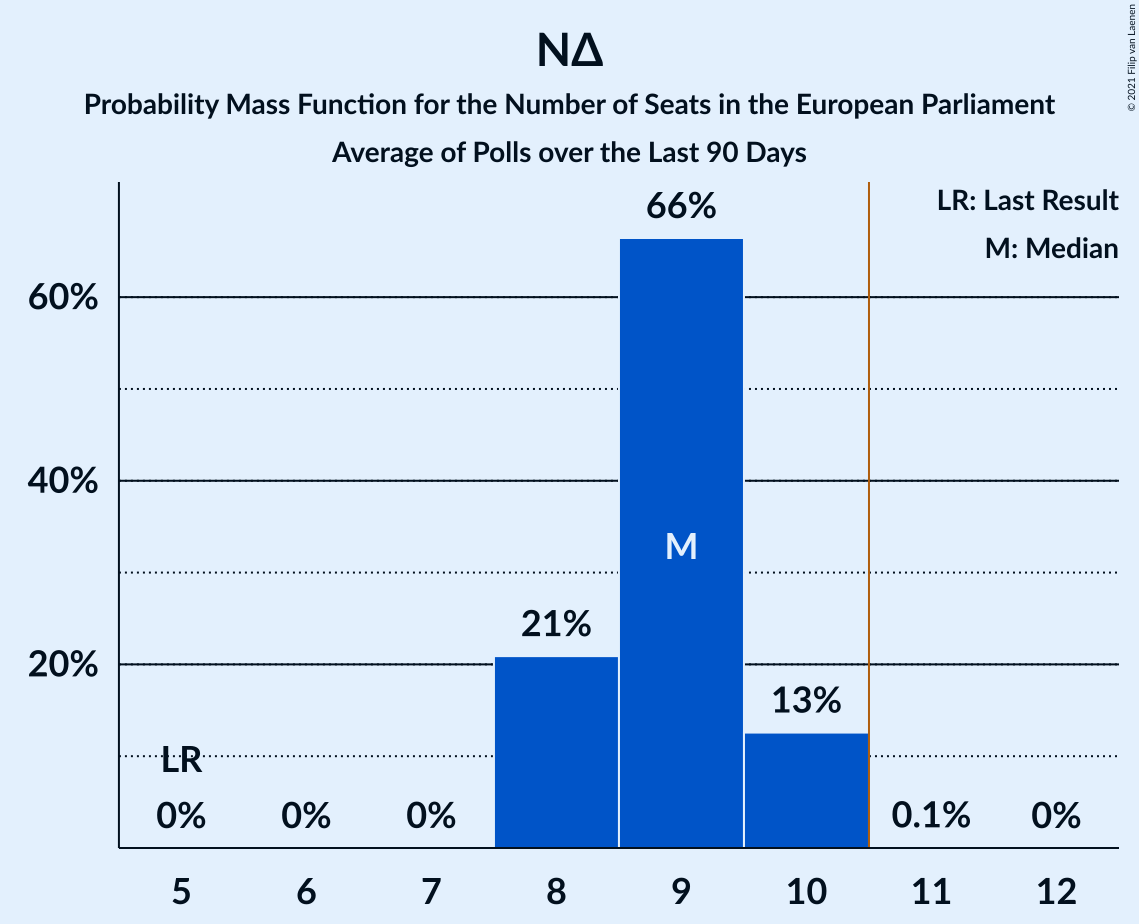 © 2021 Filip van Laenen
ΝΔ
Probability Mass Function for the Number of Seats in the European Parliament
Average of Polls over the Last 90 Days
LR: Last Result
M: Median
66%
60%
40%
M
21%
20%
13%
LR
0% 0% 0% 0.1% 0%
5 6 7 8 9 10 11 12